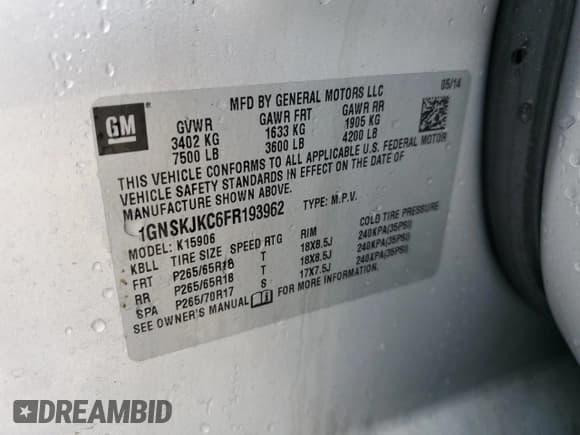 MFD BY GENERAL MOTORS LLC 05/14
GM
GVWR GAWR FRT GAWR RR
3402 KG 1633 KG 1905 KG
7500 LB 3600 LB 4200 LB
THIS VEHICLE CONFORMS TO ALL APPLICABLE U.S. FEDERAL MOTOR
VEHICLE SAFETY STANDARDS IN EFFECT ON THE DATE OF
MANUFACTURE SHOWN ABOVE.
1GNSKJKC6FR193962 TYPE: M.P.V.
MODEL: K15906
KBLL TIRE SIZE SPEED RTG RIM COLD TIRE PRESSURE
FRT P265/65R18 T 18X8.5J 240KPA(35PSI)
RR P265/65R18 T 18X8.5J 240KPA(35PSI)
SPA P265/70R17 S 17X7.5J 240KPA(35PSI)
SEE OWNER'S MANUAL FOR MORE INFORMATION.
DREAMBID